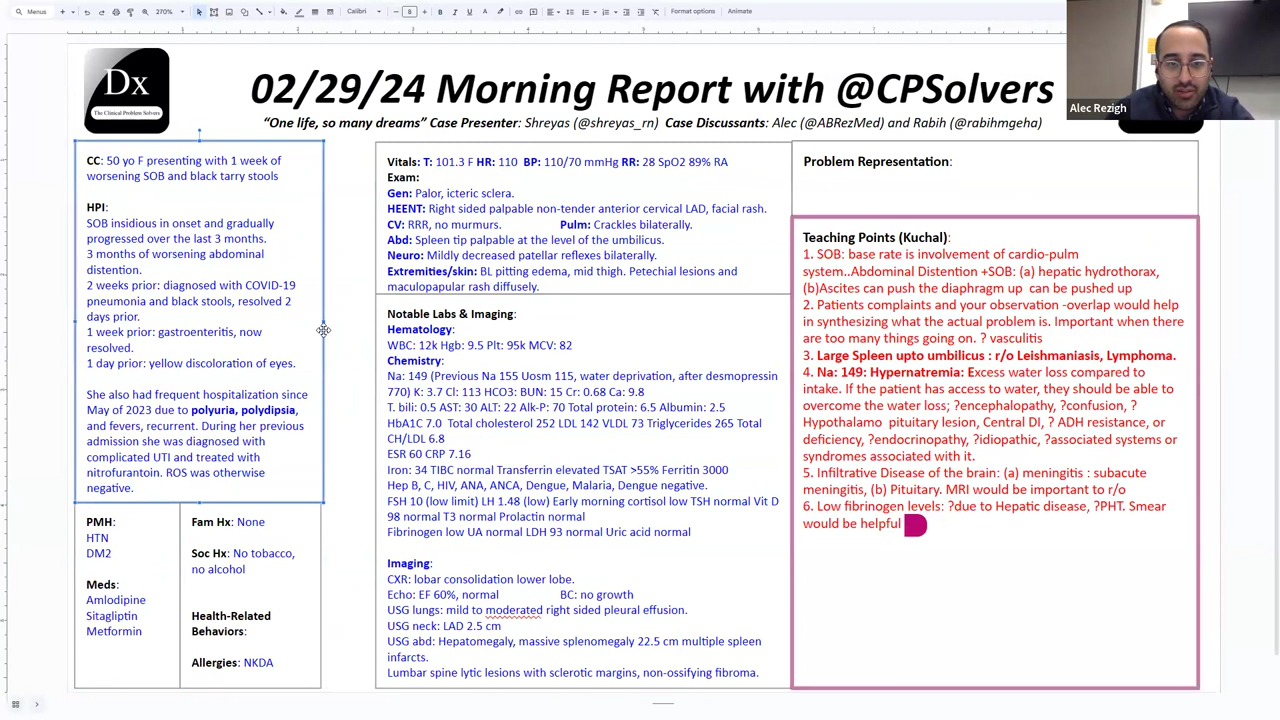 Menus
270%
Calibri
8
Format options
Animate
Alec Rezigh
Dx
The Clinical Problem Solvers
02/29/24 Morning Report with @CPSolvers
“One life, so many dreams” Case Presenter: Shreyas (@shreyas_rn) Case Discussants: Alec (@ABRezMed) and Rabih (@rabihmgeha)
CC: 50 yo F presenting with 1 week of
worsening SOB and black tarry stools
HPI:
SOB insidious in onset and gradually
progressed over the last 3 months.
3 months of worsening abdominal
distention.
2 weeks prior: diagnosed with COVID-19
pneumonia and black stools, resolved 2
days prior.
1 week prior: gastroenteritis, now
resolved.
1 day prior: yellow discoloration of eyes.
She also had frequent hospitalization since
May of 2023 due to polyuria, polydipsia,
and fevers, recurrent. During her previous
admission she was diagnosed with
complicated UTI and treated with
nitrofurantoin. ROS was otherwise
negative.
PMH:
HTN
DM2
Meds:
Amlodipine
Sitagliptin
Metformin
Fam Hx: None
Soc Hx: No tobacco,
no alcohol
Health-Related
Behaviors:
Allergies: NKDA
Vitals: T: 101.3 F HR: 110 BP: 110/70 mmHg RR: 28 SpO2 89% RA
Exam:
Gen: Palor, icteric sclera.
HEENT: Right sided palpable non-tender anterior cervical LAD, facial rash.
CV: RRR, no murmurs. Pulm: Crackles bilaterally.
Abd: Spleen tip palpable at the level of the umbilicus.
Neuro: Mildly decreased patellar reflexes bilaterally.
Extremities/skin: BL pitting edema, mid thigh. Petechial lesions and
maculopapular rash diffusely.
Notable Labs & Imaging:
Hematology:
WBC: 12k Hgb: 9.5 Plt: 95k MCV: 82
Chemistry:
Na: 149 (Previous Na 155 Uosm 115, water deprivation, after desmopressin
770) K: 3.7 Cl: 113 HCO3: BUN: 15 Cr: 0.68 Ca: 9.8
T. bili: 0.5 AST: 30 ALT: 22 Alk-P: 70 Total protein: 6.5 Albumin: 2.5
HbA1C 7.0 Total cholesterol 252 LDL 142 VLDL 73 Triglycerides 265 Total
CH/LDL 6.8
ESR 60 CRP 7.16
Iron: 34 TIBC normal Transferrin elevated TSAT >55% Ferritin 3000
Hep B, C, HIV, ANA, ANCA, Dengue, Malaria, Dengue negative.
FSH 10 (low limit) LH 1.48 (low) Early morning cortisol low TSH normal Vit D
98 normal T3 normal Prolactin normal
Fibrinogen low UA normal LDH 93 normal Uric acid normal
Imaging:
CXR: lobar consolidation lower lobe.
Echo: EF 60%, normal BC: no growth
USG lungs: mild to moderated right sided pleural effusion.
USG neck: LAD 2.5 cm
USG abd: Hepatomegaly, massive splenomegaly 22.5 cm multiple spleen
infarcts.
Lumbar spine lytic lesions with sclerotic margins, non-ossifying fibroma.
Problem Representation:
Teaching Points (Kuchal):
1. SOB: base rate is involvement of cardio-pulm
system..Abdominal Distention +SOB: (a) hepatic hydrothorax,
(b)Ascites can push the diaphragm up can be pushed up
2. Patients complaints and your observation -overlap would help
in synthesizing what the actual problem is. Important when there
are too many things going on. ? vasculitis
3. Large Spleen upto umbilicus : r/o Leishmaniasis, Lymphoma.
4. Na: 149: Hypernatremia: Excess water loss compared to
intake. If the patient has access to water, they should be able to
overcome the water loss; ?encephalopathy, ?confusion, ?
Hypothalamo pituitary lesion, Central DI, ? ADH resistance, or
deficiency, ?endocrinopathy, ?idiopathic, ?associated systems or
syndromes associated with it.
5. Infiltrative Disease of the brain: (a) meningitis : subacute
meningitis, (b) Pituitary. MRI would be important to r/o
6. Low fibrinogen levels: ?due to Hepatic disease, ?PHT. Smear
would be helpful